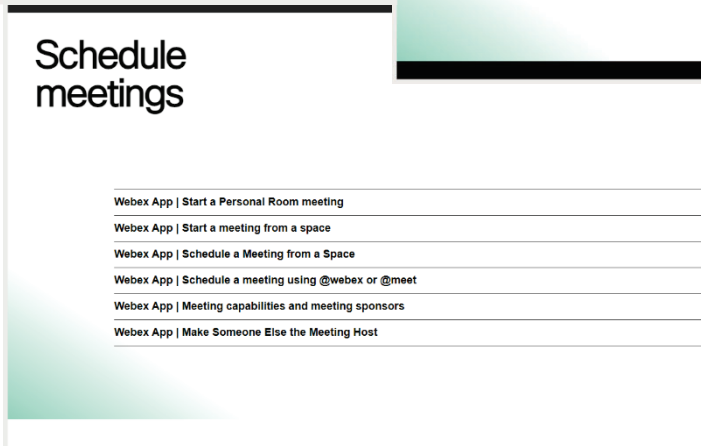 Schedule
meetings
Webex App | Start a Personal Room meeting
Webex App | Start a meeting from a space
Webex App | Schedule a Meeting from a Space
Webex App | Schedule a meeting using @webex or @meet
Webex App | Meeting capabilities and meeting sponsors
Webex App | Make Someone Else the Meeting Host